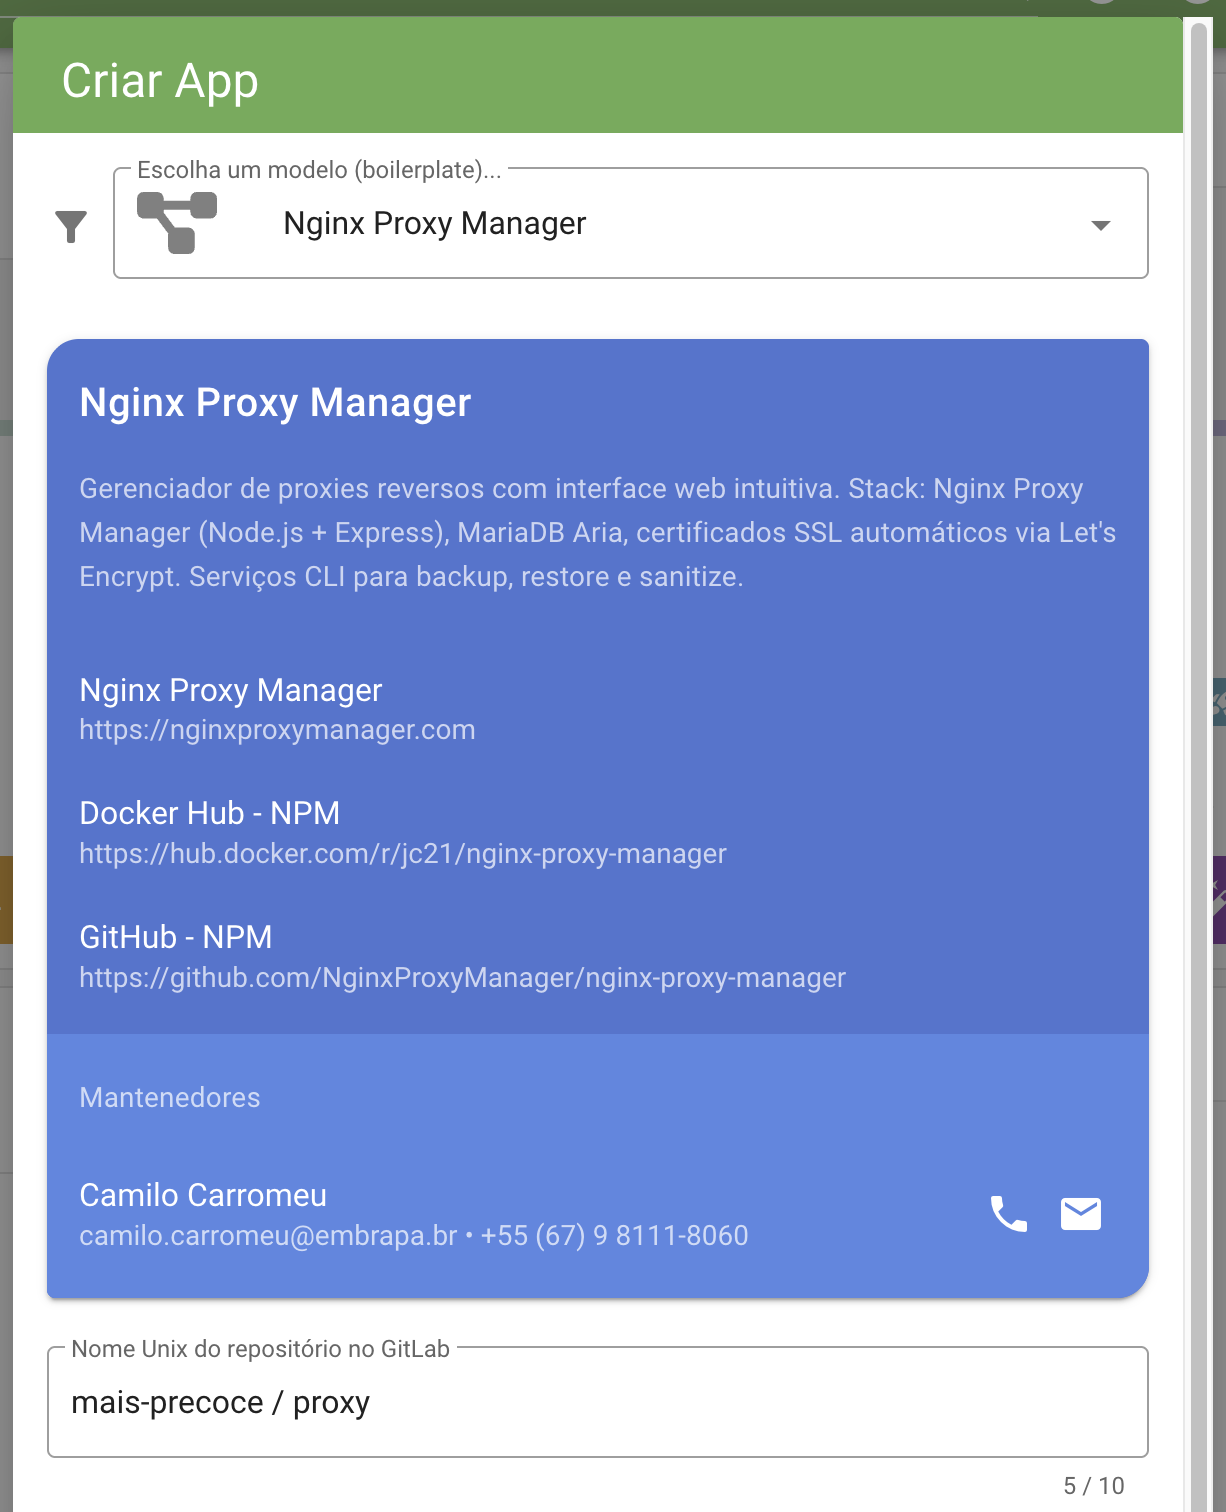 Criar App
Escolha um modelo (boilerplate)...
Nginx Proxy Manager
Nginx Proxy Manager
Gerenciador de proxies reversos com interface web intuitiva. Stack: Nginx Proxy
Manager (Node.js + Express), MariaDB Aria, certificados SSL automáticos via Let's
Encrypt. Serviços CLI para backup, restore e sanitize.
Nginx Proxy Manager
https://nginxproxymanager.com
Docker Hub - NPM
https://hub.docker.com/r/jc21/nginx-proxy-manager
GitHub - NPM
https://github.com/NginxProxyManager/nginx-proxy-manager
Mantenedores
Camilo Carromeu
camilo.carromeu@embrapa.br • +55 (67) 9 8111-8060
Nome Unix do repositório no GitLab
mais-precoce / proxy
5 / 10